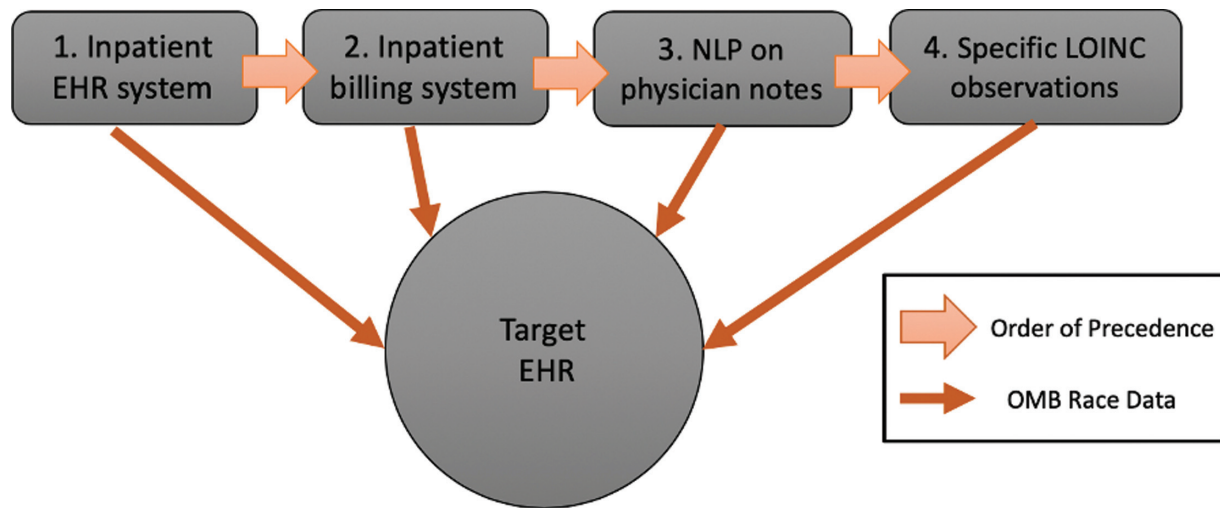 1. Inpatient
EHR system
2. Inpatient
billing system
3. NLP on
physician notes
4. Specific LOINC
observations
Target
EHR
Order of Precedence
OMB Race Data